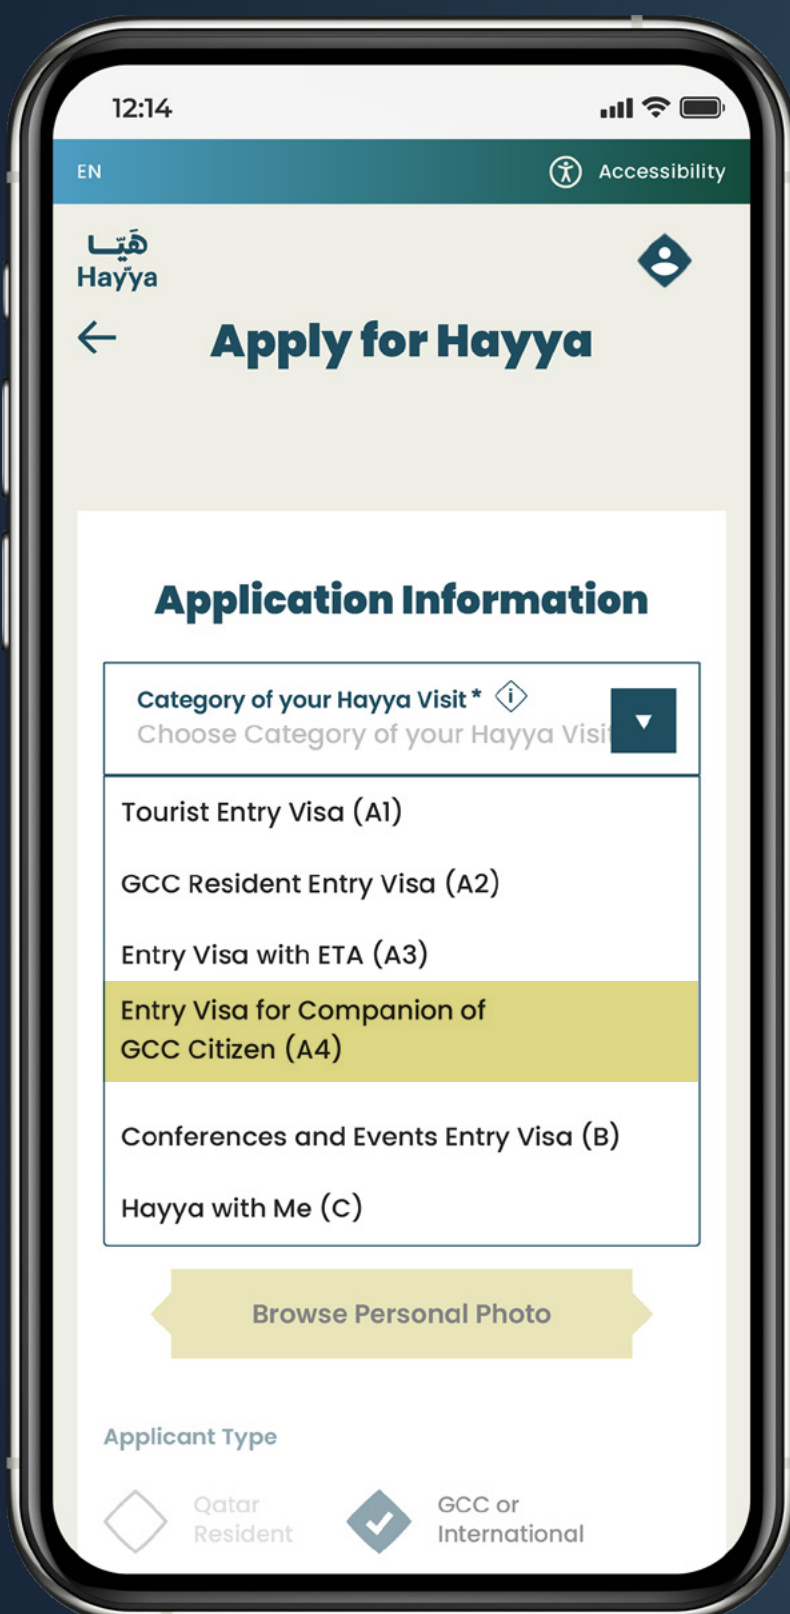 12:14
EN
Accessibility
هَيّـا
Hayya
Apply for Hayya
Application Information
Category of your Hayya Visit *
Choose Category of your Hayya Visi
Tourist Entry Visa (A1)
GCC Resident Entry Visa (A2)
Entry Visa with ETA (A3)
Entry Visa for Companion of
GCC Citizen (A4)
Conferences and Events Entry Visa (B)
Hayya with Me (C)
Browse Personal Photo
Applicant Type
Qatar
Resident
GCC or
International